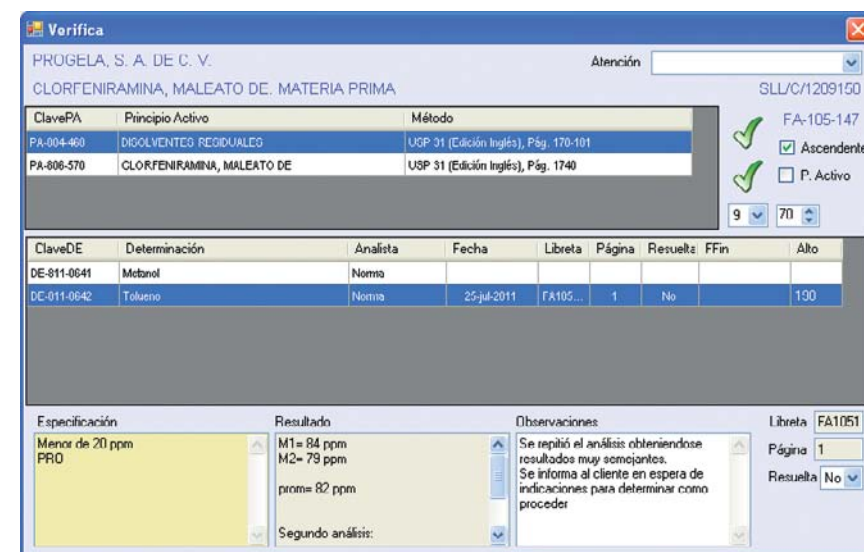 Verifica
PROGELA, S. A. DE C. V.
Atención
CLORFENIRAMINA, MALEATO DE. MATERIA PRIMA
SLL/C/1209150
ClavePA Principio Activo Método
FA-105-147
PA-004-460 DISOLVENTES RESIDUALES USP 31 (Edición Inglés), Pág. 170-181
Ascendente
PA-806-570 CLORFENIRAMINA, MALEATO DE USP 31 (Edición Inglés), Pág. 1740
P. Activo
9 70
ClaveDE Determinación Analista Fecha Libreta Página Resuelta FFin Alto
DE-811-0641 Metanol Norma
DE-811-0642 Tolueno Norma 25-jul-2011 FA105... 1 No 190
Especificación Resultado Observaciones
Libreta FA1051
Menor de 20 ppm
PRO
M1= 84 ppm
M2= 79 ppm
prom= 82 ppm
Segundo análisis:
Se repitió el análisis obteniendose
resultados muy semejantes.
Se informa al cliente en espera de
indicaciones para determinar como
proceder
Página 1
Resuelta No